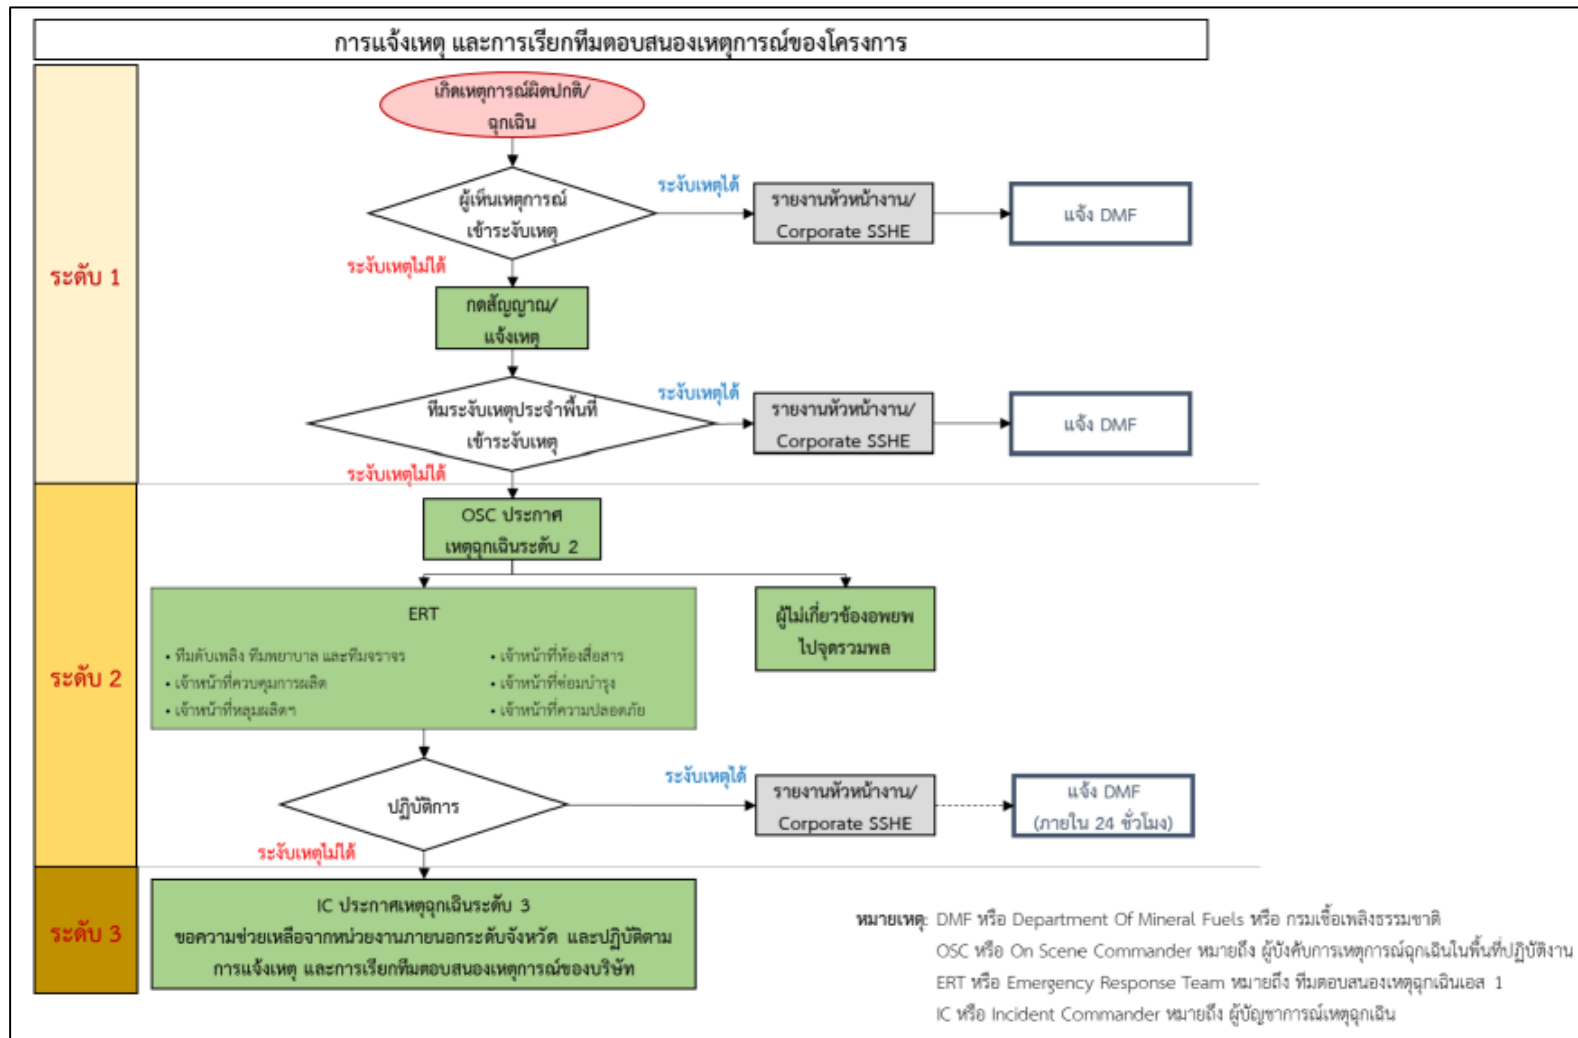 การแจ้งเหตุ และการเรียกทีมตอบสนองเหตุการณ์ของโครงการ
ระดับ 1
เกิดเหตุการณ์ผิดปกติ/
ฉุกเฉิน
ผู้เห็นเหตุการณ์
เข้าระงับเหตุ
ระงับเหตุได้
รายงานหัวหน้างาน/
Corporate SSHE
แจ้ง DMF
ระงับเหตุไม่ได้
กดสัญญาณ/
แจ้งเหตุ
ทีมระงับเหตุประจำพื้นที่
เข้าระงับเหตุ
ระงับเหตุได้
รายงานหัวหน้างาน/
Corporate SSHE
แจ้ง DMF
ระงับเหตุไม่ได้
ระดับ 2
OSC ประกาศ
เหตุฉุกเฉินระดับ 2
ERT
• ทีมดับเพลิง ทีมพยาบาล และทีมจราจร
• เจ้าหน้าที่ควบคุมการผลิต
• เจ้าหน้าที่หลุมผลิตฯ
• เจ้าหน้าที่ห้องสื่อสาร
• เจ้าหน้าที่ซ่อมบำรุง
• เจ้าหน้าที่ความปลอดภัย
ผู้ไม่เกี่ยวข้องอพยพ
ไปจุดรวมพล
ปฏิบัติการ
ระงับเหตุได้
รายงานหัวหน้างาน/
Corporate SSHE
แจ้ง DMF
(ภายใน 24 ชั่วโมง)
ระงับเหตุไม่ได้
ระดับ 3
IC ประกาศเหตุฉุกเฉินระดับ 3
ขอความช่วยเหลือจากหน่วยงานภายนอกระดับจังหวัด และปฏิบัติตาม
การแจ้งเหตุ และการเรียกทีมตอบสนองเหตุการณ์ของบริษัท
หมายเหตุ: DMF หรือ Department Of Mineral Fuels หรือ กรมเชื้อเพลิงธรรมชาติ
OSC หรือ On Scene Commander หมายถึง ผู้บังคับการเหตุการณ์ฉุกเฉินในพื้นที่ปฏิบัติงาน
ERT หรือ Emergency Response Team หมายถึง ทีมตอบสนองเหตุฉุกเฉินเอส 1
IC หรือ Incident Commander หมายถึง ผู้บัญชาการณ์เหตุฉุกเฉิน